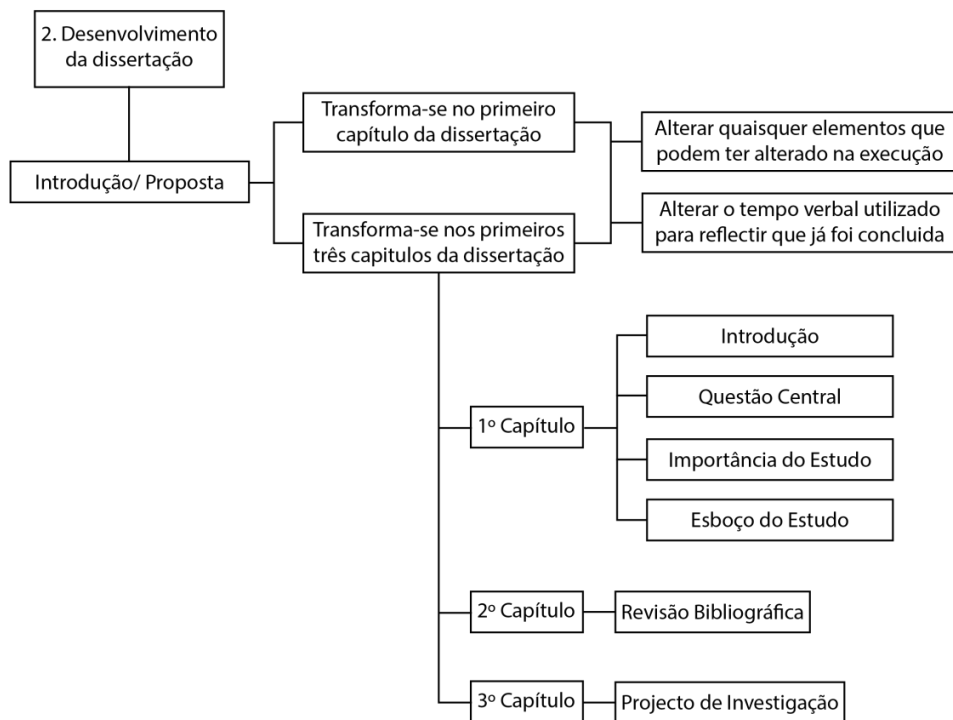 2. Desenvolvimento
da dissertação
Introdução/ Proposta
Transforma-se no primeiro
capítulo da dissertação
Transforma-se nos primeiros
três capitulos da dissertação
Alterar quaisquer elementos que
podem ter alterado na execução
Alterar o tempo verbal utilizado
para reflectir que já foi concluida
1º Capítulo
Introdução
Questão Central
Importância do Estudo
Esboço do Estudo
2º Capítulo
Revisão Bibliográfica
3º Capítulo
Projecto de Investigação